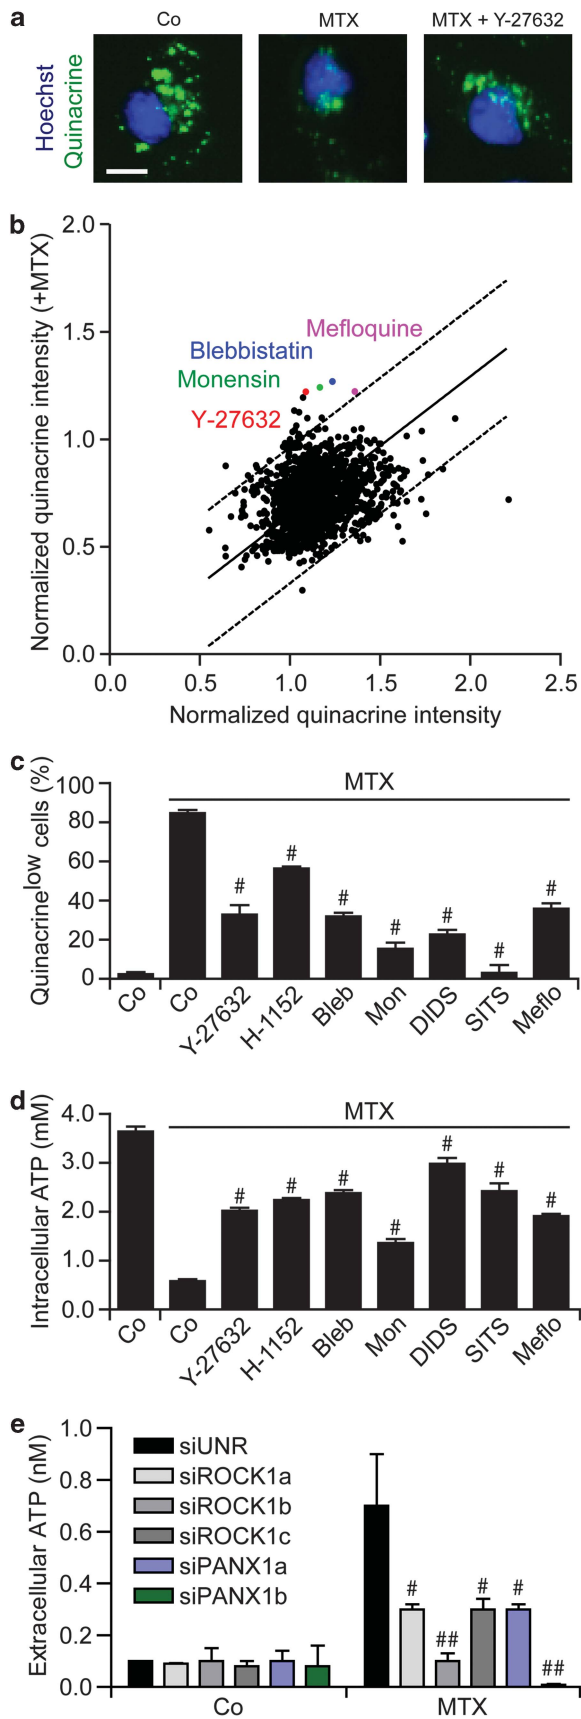 a
Co
MTX
MTX + Y-27632
Hoechst
Quinacrine
b
Normalized quinacrine intensity (+MTX)
2.0
1.5
1.0
0.5
0.0
Mefloquine
Blebbistatin
Monensin
Y-27632
0.0 0.5 1.0 1.5 2.0 2.5
Normalized quinacrine intensity
c
Quinacrinelow cells (%)
100
80
60
40
20
0
MTX
# # # # # # #
Co Co Y-27632 H-1152 Bleb Mon DIDS SITS Meflo
d
Intracellular ATP (mM)
4.0
3.0
2.0
1.0
0.0
MTX
# # # # # # #
Co Co Y-27632 H-1152 Bleb Mon DIDS SITS Meflo
e
Extracellular ATP (nM)
1.0
0.8
0.6
0.4
0.2
0.0
siUNR
siROCK1a
siROCK1b
siROCK1c
siPANX1a
siPANX1b
# ## # # ##
Co MTX